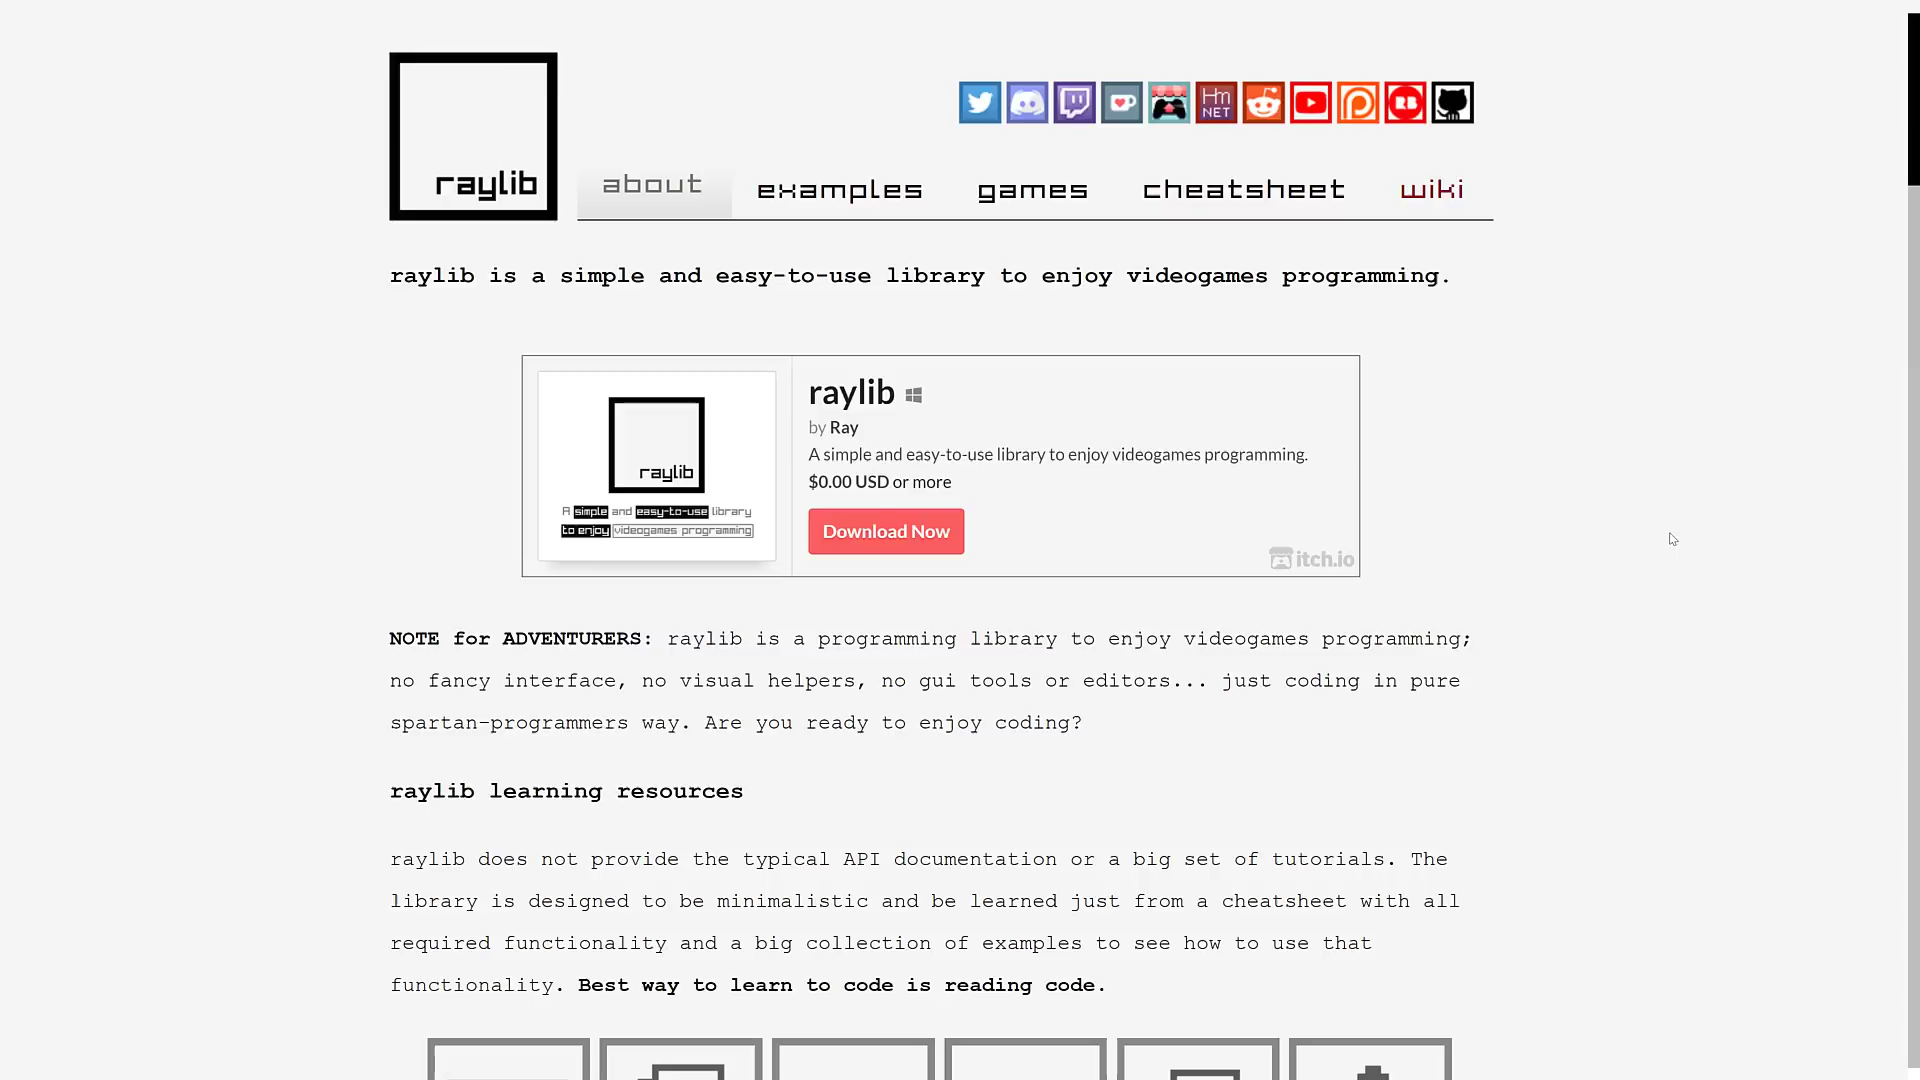 raylib
Hm
NET
about examples games cheatsheet wiki
raylib is a simple and easy-to-use library to enjoy videogames programming.
raylib
A simple and easy-to-use library
to enjoy videogames programming
raylib
by Ray
A simple and easy-to-use library to enjoy videogames programming.
$0.00 USD or more
Download Now
itch.io
NOTE for ADVENTURERS: raylib is a programming library to enjoy videogames programming;
no fancy interface, no visual helpers, no gui tools or editors... just coding in pure
spartan-programmers way. Are you ready to enjoy coding?
raylib learning resources
raylib does not provide the typical API documentation or a big set of tutorials. The
library is designed to be minimalistic and be learned just from a cheatsheet with all
required functionality and a big collection of examples to see how to use that
functionality. Best way to learn to code is reading code.